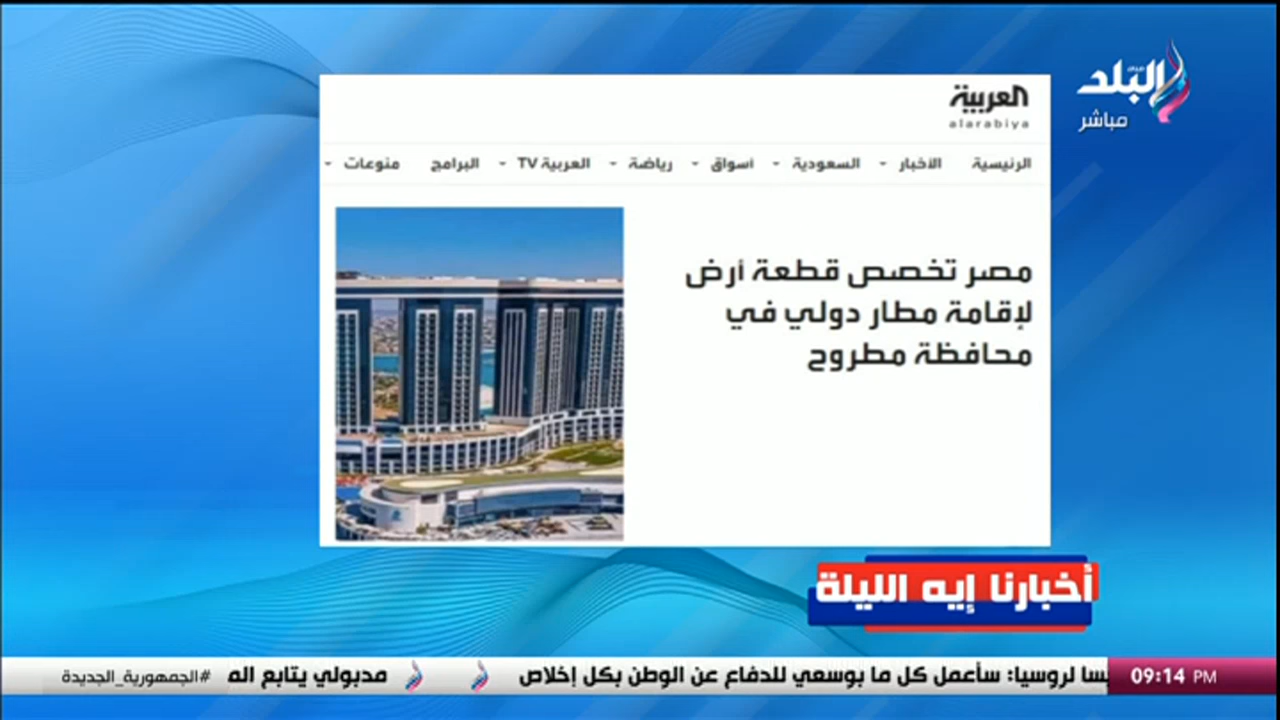 صدى البلد
مباشر
العربية
alarabiya
الرئيسية الأخبار السعودية أسواق رياضة العربية TV البرامج منوعات
مصر تخصص قطعة أرض
لإقامة مطار دولي في
محافظة مطروح
أخبارنا إيه الليلة
09:14 PM
لروسيا: سأعمل كل ما بوسعي للدفاع عن الوطن بكل إخلاص مدبولي يتابع #الجمهورية_الجديدة